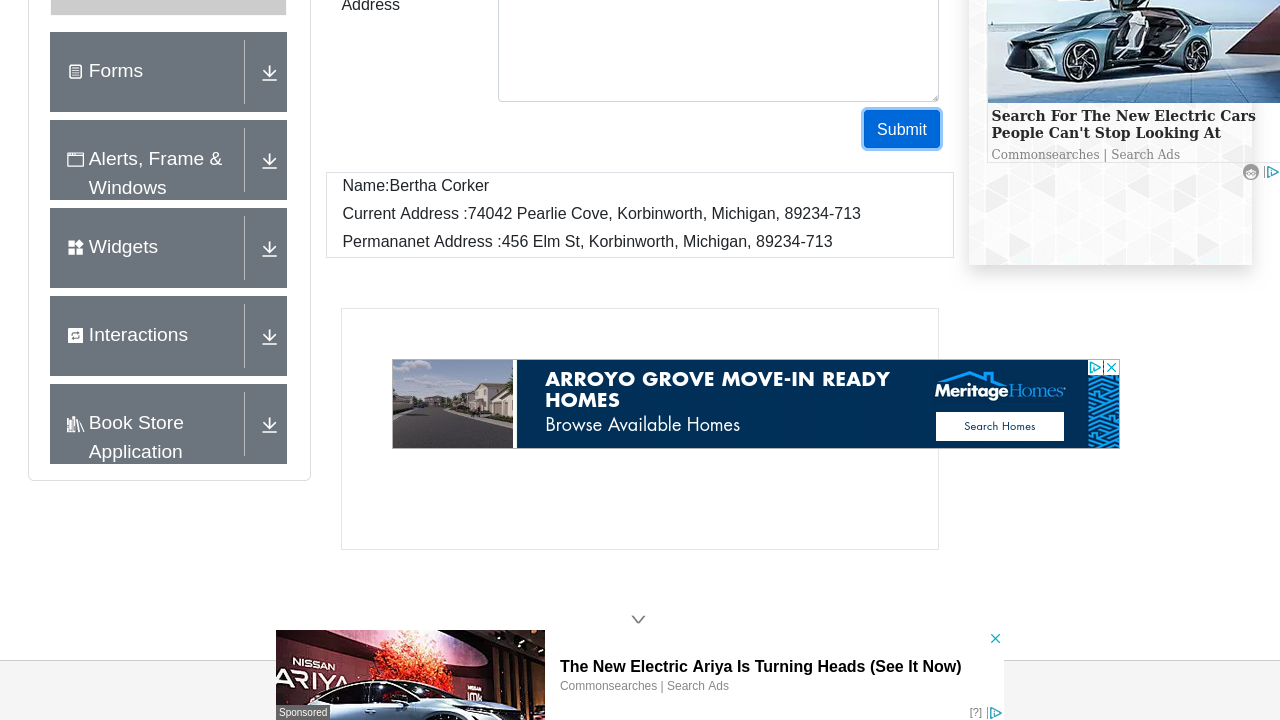 Address
Forms
Alerts, Frame &
Windows
Widgets
Interactions
Book Store
Application
Submit
Name:Bertha Corker
Current Address :74042 Pearlie Cove, Korbinworth, Michigan, 89234-713
Permananet Address :456 Elm St, Korbinworth, Michigan, 89234-713
Search For The New Electric Cars
People Can't Stop Looking At
Commonsearches | Search Ads
ARROYO GROVE MOVE-IN READY
HOMES
Browse Available Homes
MeritageHomes
Search Homes
NISSAN
ARIYA
Sponsored
The New Electric Ariya Is Turning Heads (See It Now)
Commonsearches | Search Ads
[?]